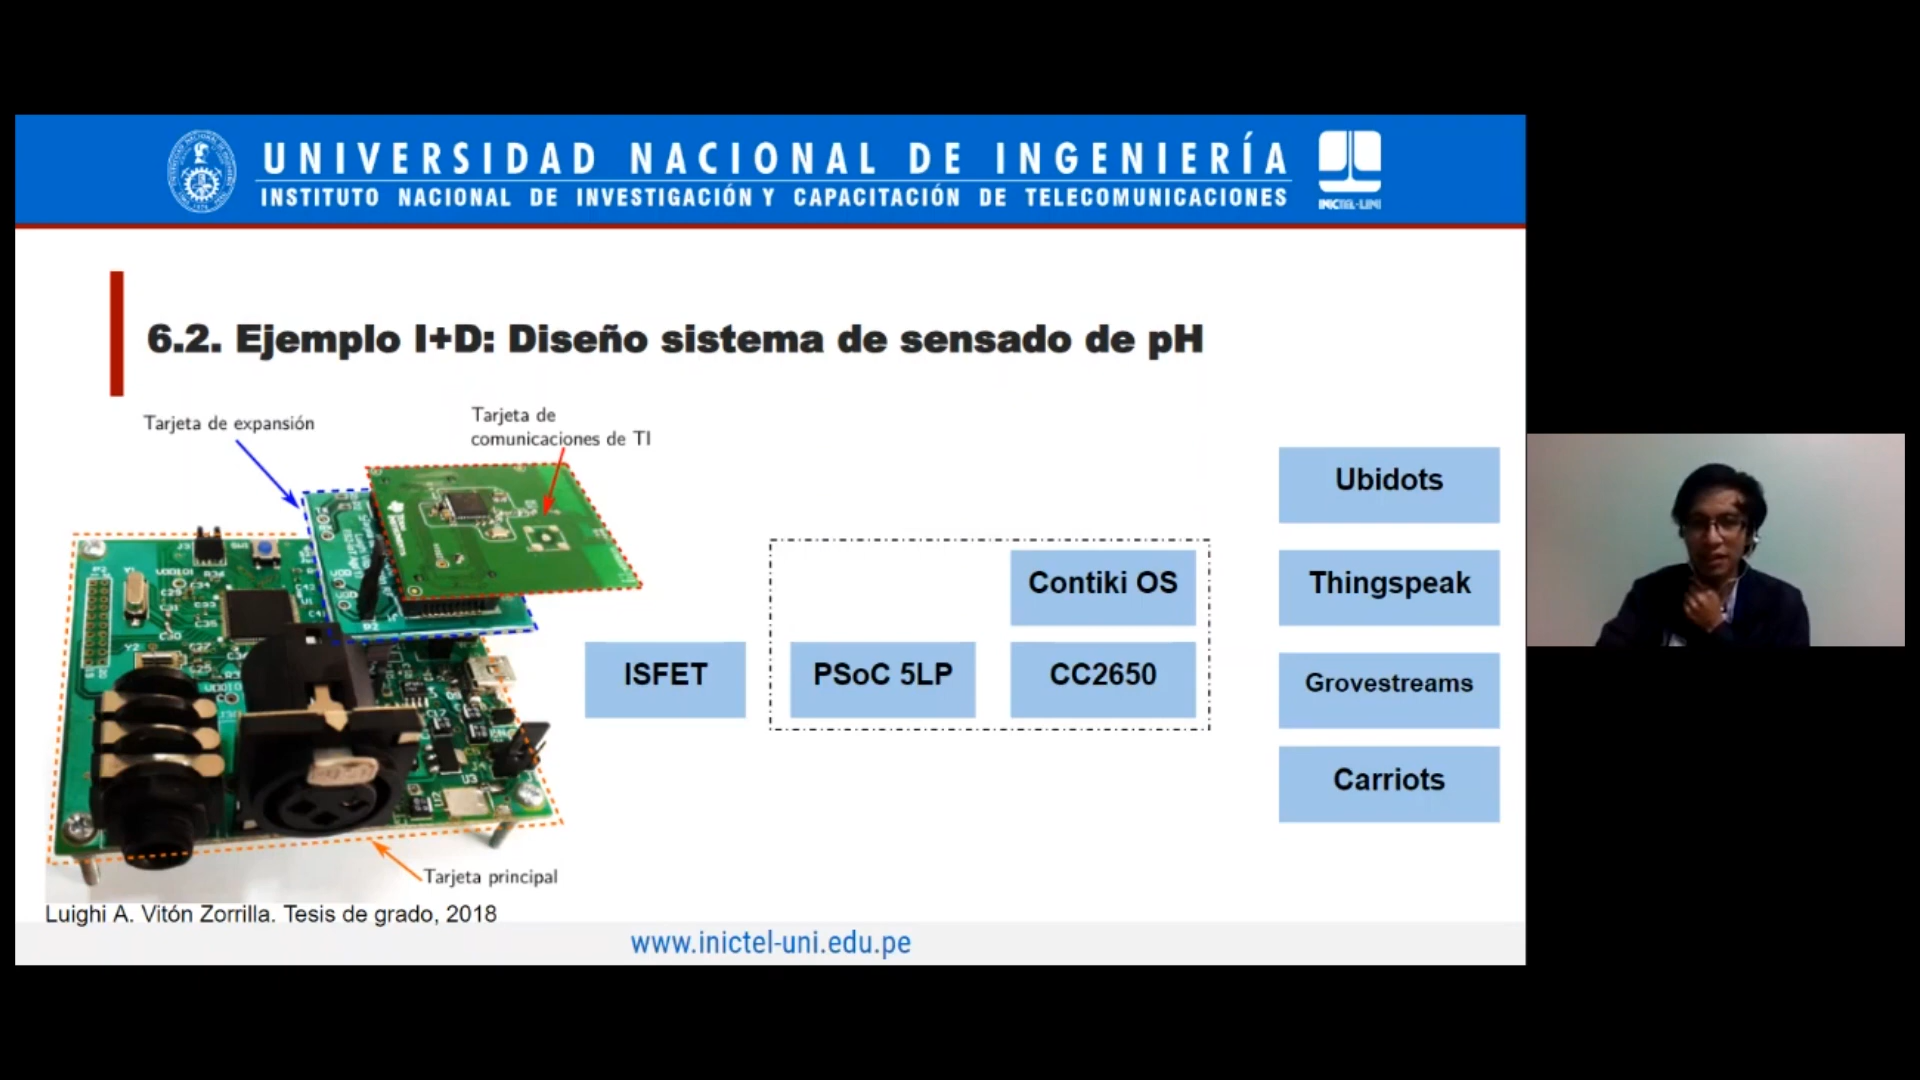 UNIVERSIDAD NACIONAL DE INGENIERÍA
INSTITUTO NACIONAL DE INVESTIGACIÓN Y CAPACITACIÓN DE TELECOMUNICACIONES
INICTEL-UNI
6.2. Ejemplo I+D: Diseño sistema de sensado de pH
Tarjeta de expansión
Tarjeta de
comunicaciones de TI
Tarjeta principal
ISFET
PSoC 5LP
Contiki OS
CC2650
Ubidots
Thingspeak
Grovestreams
Carriots
Luighi A. Vitón Zorrilla. Tesis de grado, 2018
www.inictel-uni.edu.pe